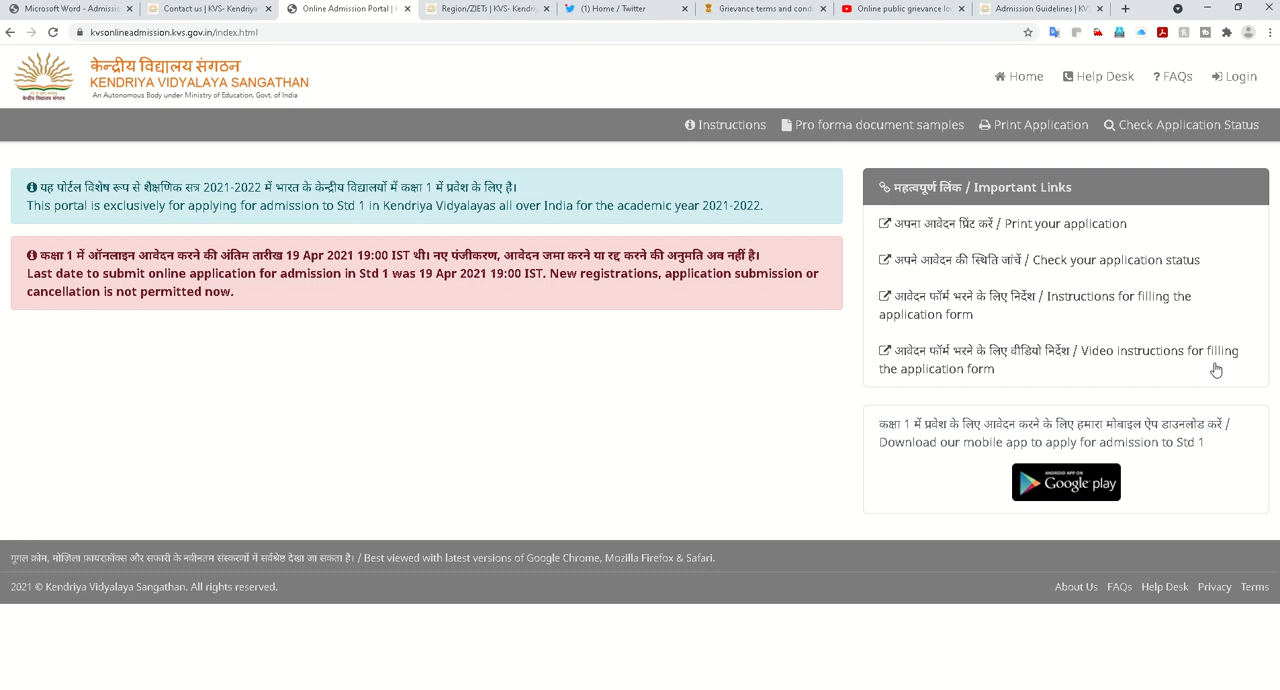 Microsoft Word - Admissi
Contact us | KVS- Kendriya
Online Admission Portal |
Region/ZIETs | KVS- Kendriy
(1) Home / Twitter
Grievance terms and cond
Online public grievance lo
Admission Guidelines | KV
kvsonlineadmission.kvs.gov.in/index.html
केन्द्रीय विद्यालय संगठन
KENDRIYA VIDYALAYA SANGATHAN
An Autonomous Body under Ministry of Education, Govt. of India
केन्द्रीय विद्यालय संगठन
Home Help Desk ? FAQs Login
Instructions Pro forma document samples Print Application Check Application Status
यह पोर्टल विशेष रूप से शैक्षणिक सत्र 2021-2022 में भारत के केन्द्रीय विद्यालयों में कक्षा 1 में प्रवेश के लिए है।
This portal is exclusively for applying for admission to Std 1 in Kendriya Vidyalayas all over India for the academic year 2021-2022.
कक्षा 1 में ऑनलाइन आवेदन करने की अंतिम तारीख 19 Apr 2021 19:00 IST थी। नए पंजीकरण, आवेदन जमा करने या रद्द करने की अनुमति अब नहीं है।
Last date to submit online application for admission in Std 1 was 19 Apr 2021 19:00 IST. New registrations, application submission or
cancellation is not permitted now.
महत्वपूर्ण लिंक / Important Links
अपना आवेदन प्रिंट करें / Print your application
अपने आवेदन की स्थिति जांचें / Check your application status
आवेदन फॉर्म भरने के लिए निर्देश / Instructions for filling the
application form
आवेदन फॉर्म भरने के लिए वीडियो निर्देश / Video instructions for filling
the application form
कक्षा 1 में प्रवेश के लिए आवेदन करने के लिए हमारा मोबाइल ऐप डाउनलोड करें /
Download our mobile app to apply for admission to Std 1
ANDROID APP ON
Google play
गूगल क्रोम, मोज़िला फ़ायरफ़ॉक्स और सफारी के नवीनतम संस्करणों में सर्वश्रेष्ठ देखा जा सकता है। / Best viewed with latest versions of Google Chrome, Mozilla Firefox & Safari.
2021 © Kendriya Vidyalaya Sangathan. All rights reserved.
About Us FAQs Help Desk Privacy Terms